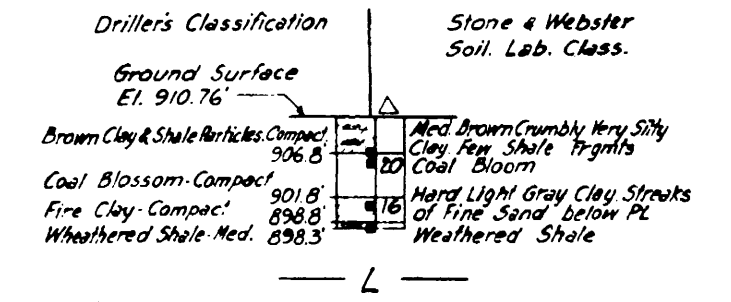 Driller's Classification
Stone & Webster
Soil. Lab. Class.
Ground Surface
El. 910.76'
Brown Clay & Shale Particles. Compact
906.8'
Coal Blossom-Compact
901.8'
Fire Clay-Compact
898.8'
Wheathered Shale-Med. 898.3'
20
16
Med. Brown Crumbly Very Silty
Clay. Few Shale Frgmts
Coal Bloom
Hard Light Gray Clay. Streaks
of Fine Sand below PL
Weathered Shale
L